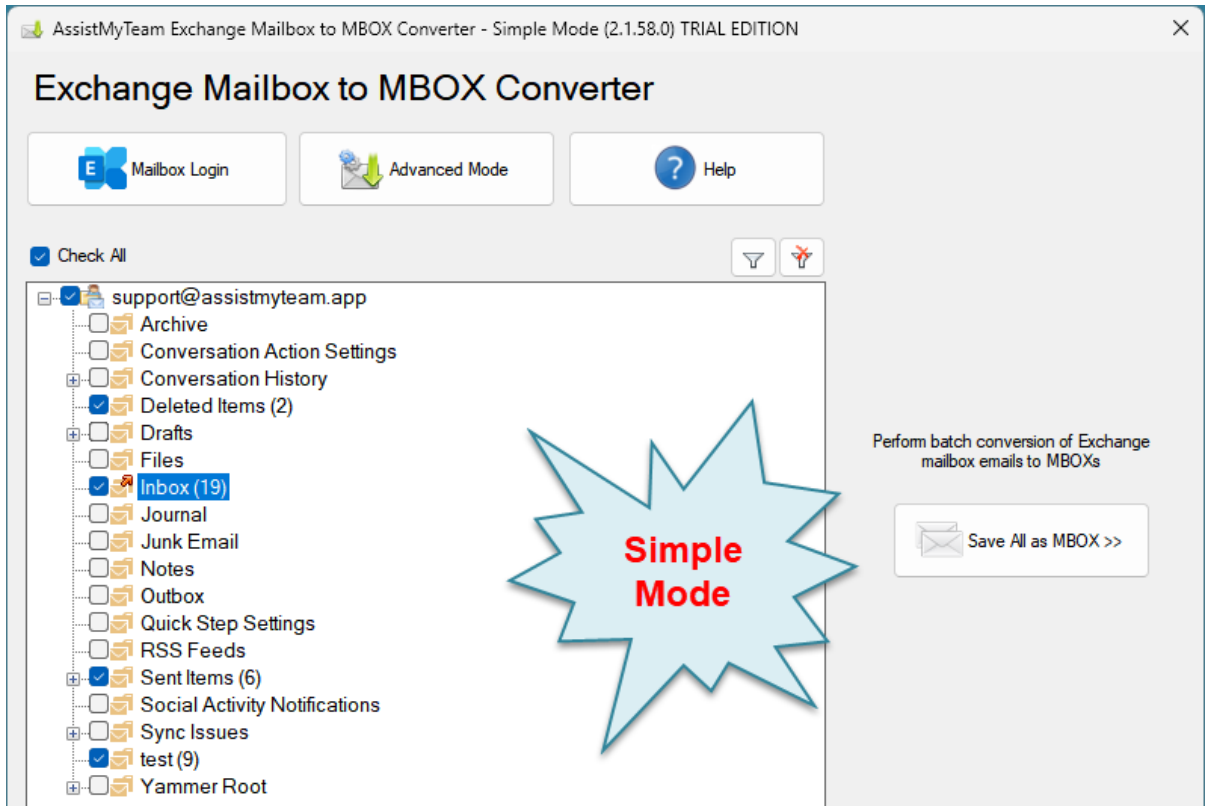 AssistMyTeam Exchange Mailbox to MBOX Converter - Simple Mode (2.1.58.0) TRIAL EDITION
Exchange Mailbox to MBOX Converter
E Mailbox Login
Advanced Mode
? Help
Check All
support@assistmyteam.app
Archive
Conversation Action Settings
Conversation History
Deleted Items (2)
Drafts
Files
Inbox (19)
Journal
Junk Email
Notes
Outbox
Quick Step Settings
RSS Feeds
Sent Items (6)
Social Activity Notifications
Sync Issues
test (9)
Yammer Root
Simple
Mode
Perform batch conversion of Exchange
mailbox emails to MBOXs
Save All as MBOX >>